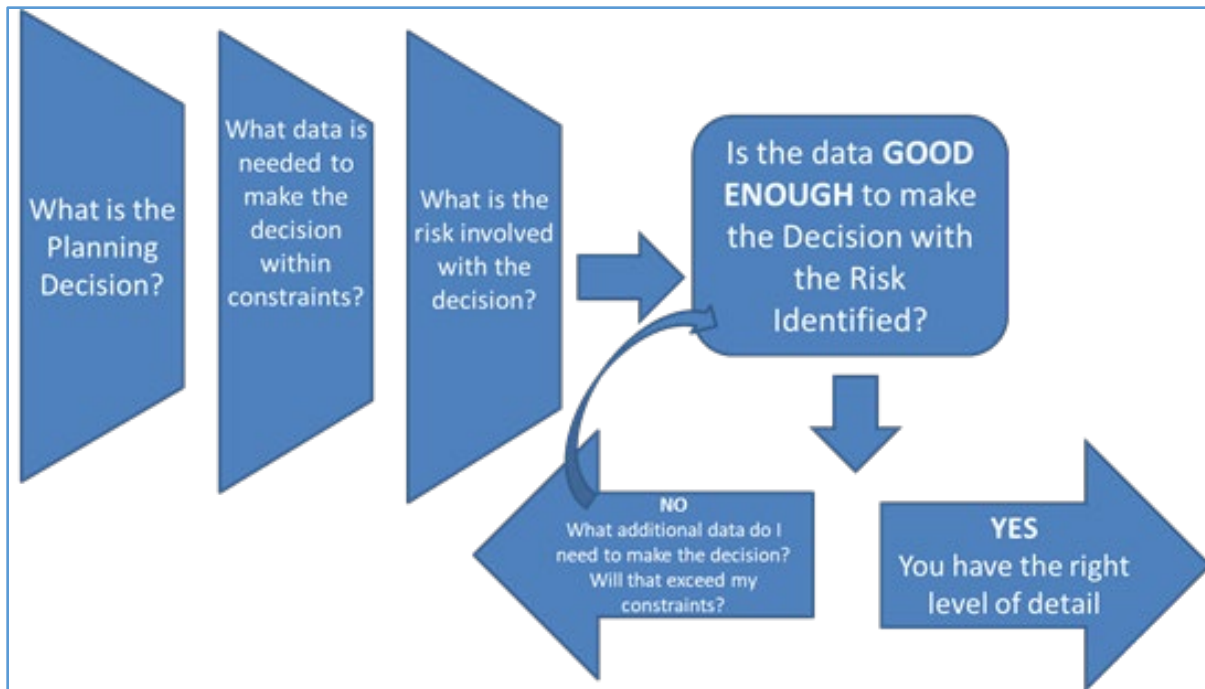 What is the
Planning
Decision?
What data is
needed to
make the
decision
within
constraints?
What is the
risk involved
with the
decision?
Is the data GOOD
ENOUGH to make
the Decision with
the Risk
Identified?
NO
What additional data do I
need to make the decision?
Will that exceed my
constraints?
YES
You have the right
level of detail